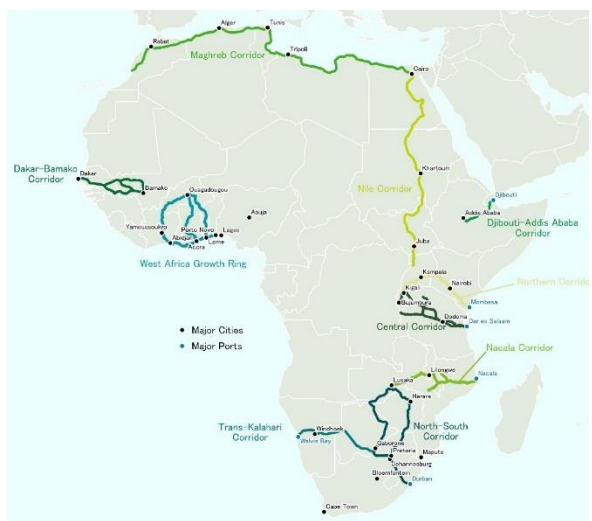 Alger
Tunis
Rabat
Tripoli
Maghreb Corridor
Cairo
Dakar-Bamako
Corridor
Dakar
Bamako
Ouagadougou
Khartoum
Nile Corridor
Djibouti
Abuja
Addis Ababa
Djibouti-Addis Ababa
Corridor
Yamoussoukro
Porto Novo
Lagos
Abidjan
Lome
Accra
Juba
West Africa Growth Ring
Kampala
Kigali
Nairobi
Northern Corridor
Bujumbura
Mombasa
Central Corridor
Dodoma
Dar es Salaam
Major Cities
Major Ports
Nacala Corridor
Lilongwe
Lusaka
Nacala
Harare
Trans-Kalahari
Corridor
Windhoek
Walvis Bay
North-South
Corridor
Gaborone
Pretoria
Maputo
Johannesburg
Bloemfontein
Durban
Cape Town